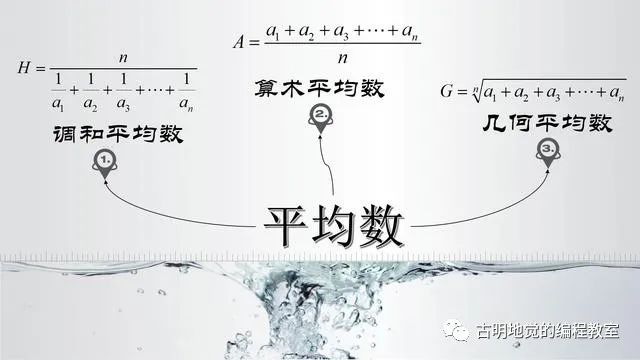 H = \frac{n}{\frac{1}{a_1} + \frac{1}{a_2} + \frac{1}{a_3} + \cdots + \frac{1}{a_n}}
调和平均数
1.
A = \frac{a_1 + a_2 + a_3 + \cdots + a_n}{n}
算术平均数
2.
G = \sqrt[n]{a_1 + a_2 + a_3 + \cdots + a_n}
几何平均数
3.
平均数
古明地觉的编程教室